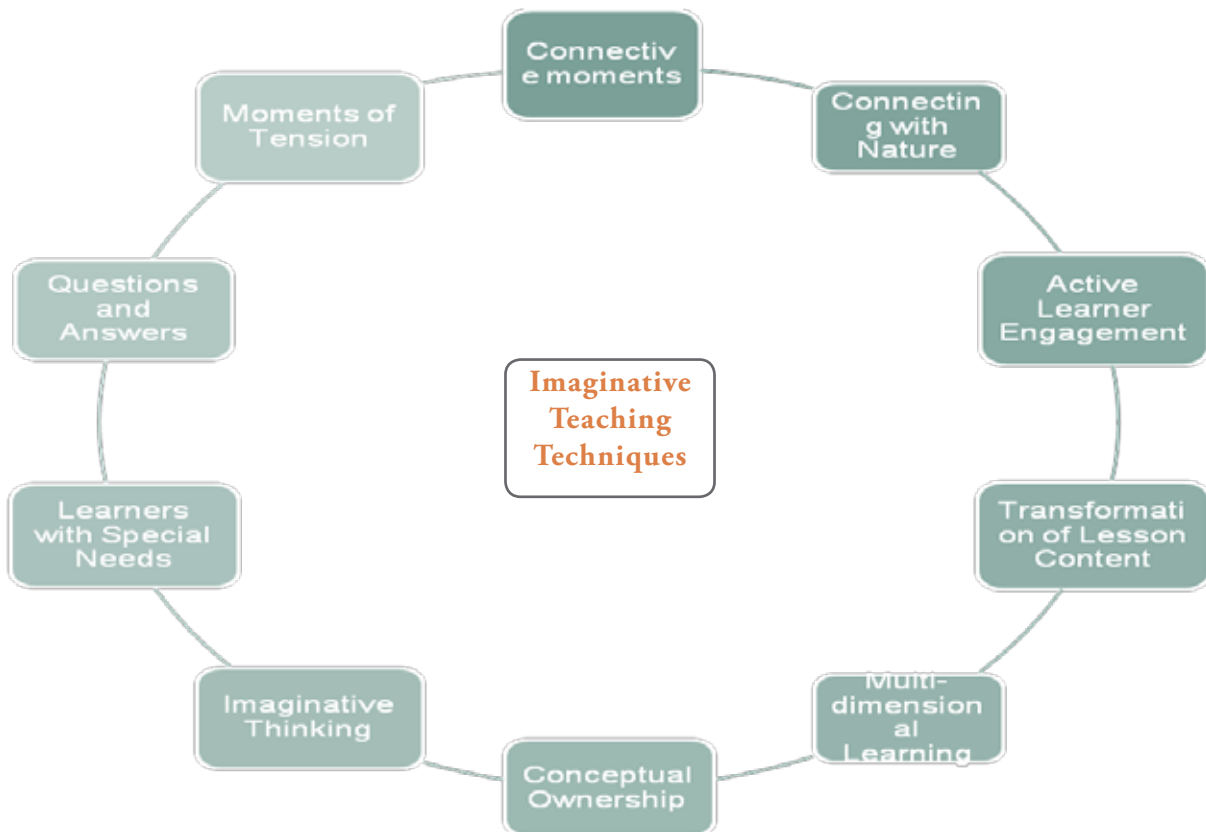 Connectiv
e moments
Connectin
g with
Nature
Active
Learner
Engagement
Transformati
on of Lesson
Content
Multi-
dimension
al
Learning
Conceptual
Ownership
Imaginative
Thinking
Learners
with Special
Needs
Questions
and
Answers
Moments of
Tension
Imaginative
Teaching
Techniques